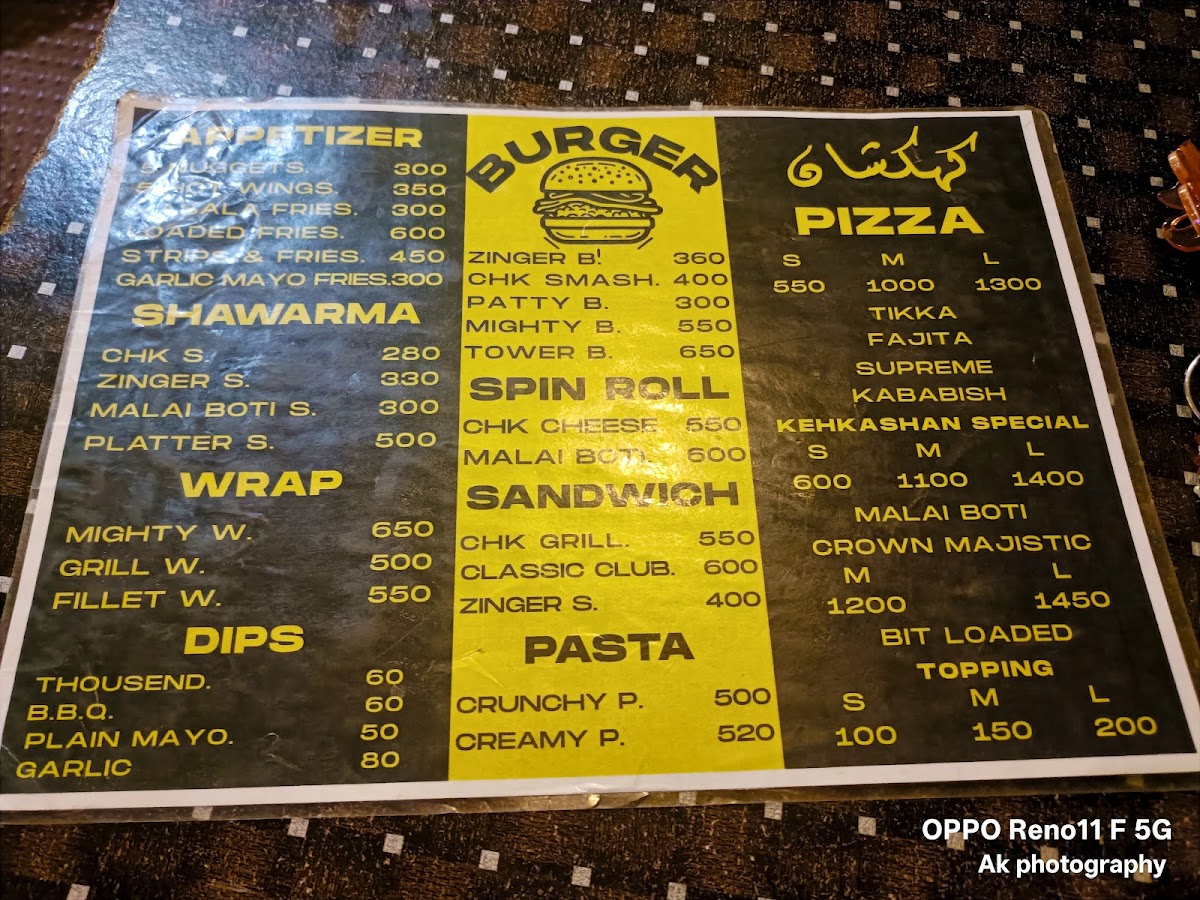 APPETIZER
NUGGETS. 300
HOT WINGS. 350
MASALA FRIES. 300
LOADED FRIES. 600
STRIPS & FRIES. 450
GARLIC MAYO FRIES. 300
SHAWARMA
CHK S. 280
ZINGER S. 330
MALAI BOTI S. 300
PLATTER S. 500
WRAP
MIGHTY W. 650
GRILL W. 500
FILLET W. 550
DIPS
THOUSEND. 60
B.B.Q. 60
PLAIN MAYO. 50
GARLIC 80
BURGER
ZINGER B! 360
CHK SMASH. 400
PATTY B. 300
MIGHTY B. 550
TOWER B. 650
SPIN ROLL
CHK CHEESE 550
MALAI BOTI. 600
SANDWICH
CHK GRILL. 550
CLASSIC CLUB. 600
ZINGER S. 400
PASTA
CRUNCHY P. 500
CREAMY P. 520
کہکشاں
PIZZA
S M L
550 1000 1300
TIKKA
FAJITA
SUPREME
KABABISH
KEHKASHAN SPECIAL
S M L
600 1100 1400
MALAI BOTI
CROWN MAJISTIC
M L
1200 1450
BIT LOADED
TOPPING
S M L
100 150 200
OPPO Reno11 F 5G
Ak photography